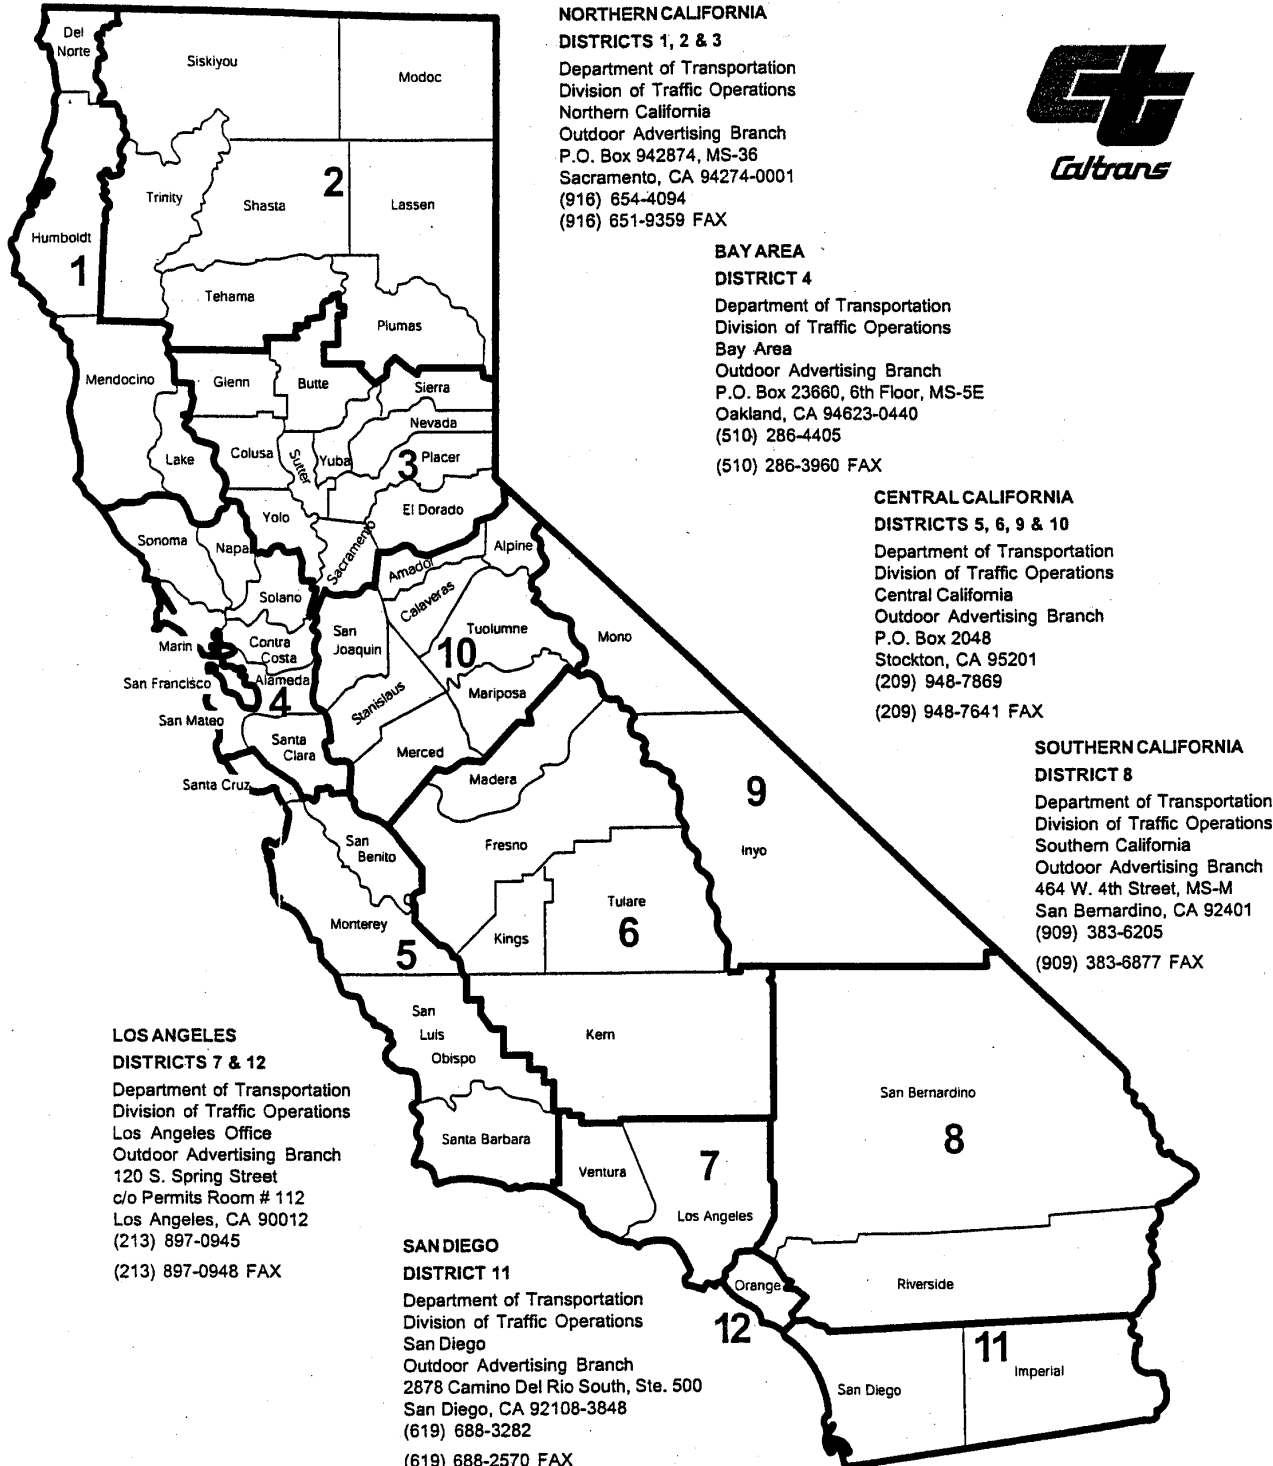 NORTHERN CALIFORNIA
DISTRICTS 1, 2 & 3
Department of Transportation
Division of Traffic Operations
Northern California
Outdoor Advertising Branch
P.O. Box 942874, MS-36
Sacramento, CA 94274-0001
(916) 654-4094
(916) 651-9359 FAX
Caltrans
BAY AREA
DISTRICT 4
Department of Transportation
Division of Traffic Operations
Bay Area
Outdoor Advertising Branch
P.O. Box 23660, 6th Floor, MS-5E
Oakland, CA 94623-0440
(510) 286-4405
(510) 286-3960 FAX
CENTRAL CALIFORNIA
DISTRICTS 5, 6, 9 & 10
Department of Transportation
Division of Traffic Operations
Central California
Outdoor Advertising Branch
P.O. Box 2048
Stockton, CA 95201
(209) 948-7869
(209) 948-7641 FAX
SOUTHERN CALIFORNIA
DISTRICT 8
Department of Transportation
Division of Traffic Operations
Southern California
Outdoor Advertising Branch
464 W. 4th Street, MS-M
San Bernardino, CA 92401
(909) 383-6205
(909) 383-6877 FAX
LOS ANGELES
DISTRICTS 7 & 12
Department of Transportation
Division of Traffic Operations
Los Angeles Office
Outdoor Advertising Branch
120 S. Spring Street
c/o Permits Room # 112
Los Angeles, CA 90012
(213) 897-0945
(213) 897-0948 FAX
SAN DIEGO
DISTRICT 11
Department of Transportation
Division of Traffic Operations
San Diego
Outdoor Advertising Branch
2878 Camino Del Rio South, Ste. 500
San Diego, CA 92108-3848
(619) 688-3282
(619) 688-2570 FAX
Del
Norte
Siskiyou
Modoc
Trinity
Shasta
2
Lassen
Humboldt
1
Tehama
Plumas
Mendocino
Glenn
Butte
Sierra
Nevada
Lake
Colusa
Sutter
Yuba
3
Placer
Yolo
El Dorado
Sonoma
Napa
Sacramento
Amador
Alpine
Solano
Calaveras
Marin
Contra
Costa
San
Joaquin
10
Tuolumne
Mono
San Francisco
Alameda
4
Stanislaus
Mariposa
San Mateo
Santa
Clara
Merced
Santa Cruz
Madera
9
San
Benito
Fresno
Inyo
Monterey
5
Kings
Tulare
6
San
Luis
Obispo
Kern
San Bernardino
8
Santa Barbara
Ventura
7
Los Angeles
Orange
12
Riverside
San Diego
11
Imperial